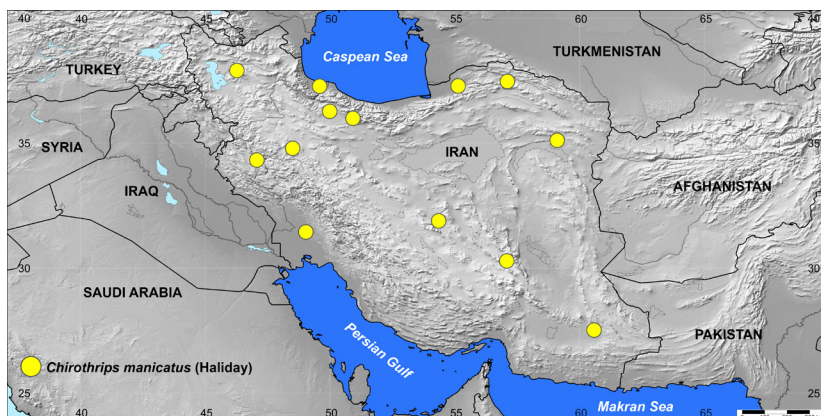 40 45 50 55 60 65
Caspean Sea
TURKMENISTAN
TURKEY
35 35
SYRIA
IRAN
IRAQ
AFGHANISTAN
30 30
SAUDI ARABIA
Persian Gulf
PAKISTAN
Chirothrips manicatus (Haliday)
25 25
Makran Sea
40 45 50 55 60 65